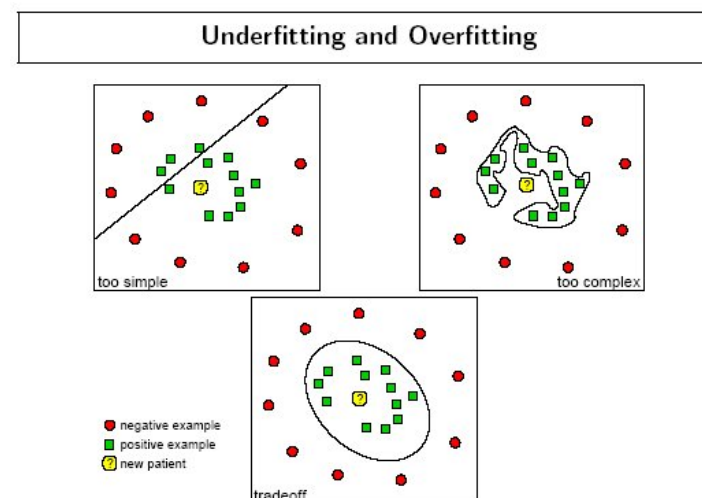 Underfitting and Overfitting
?
too simple
?
too complex
?
negative example
positive example
? new patient
tradeoff